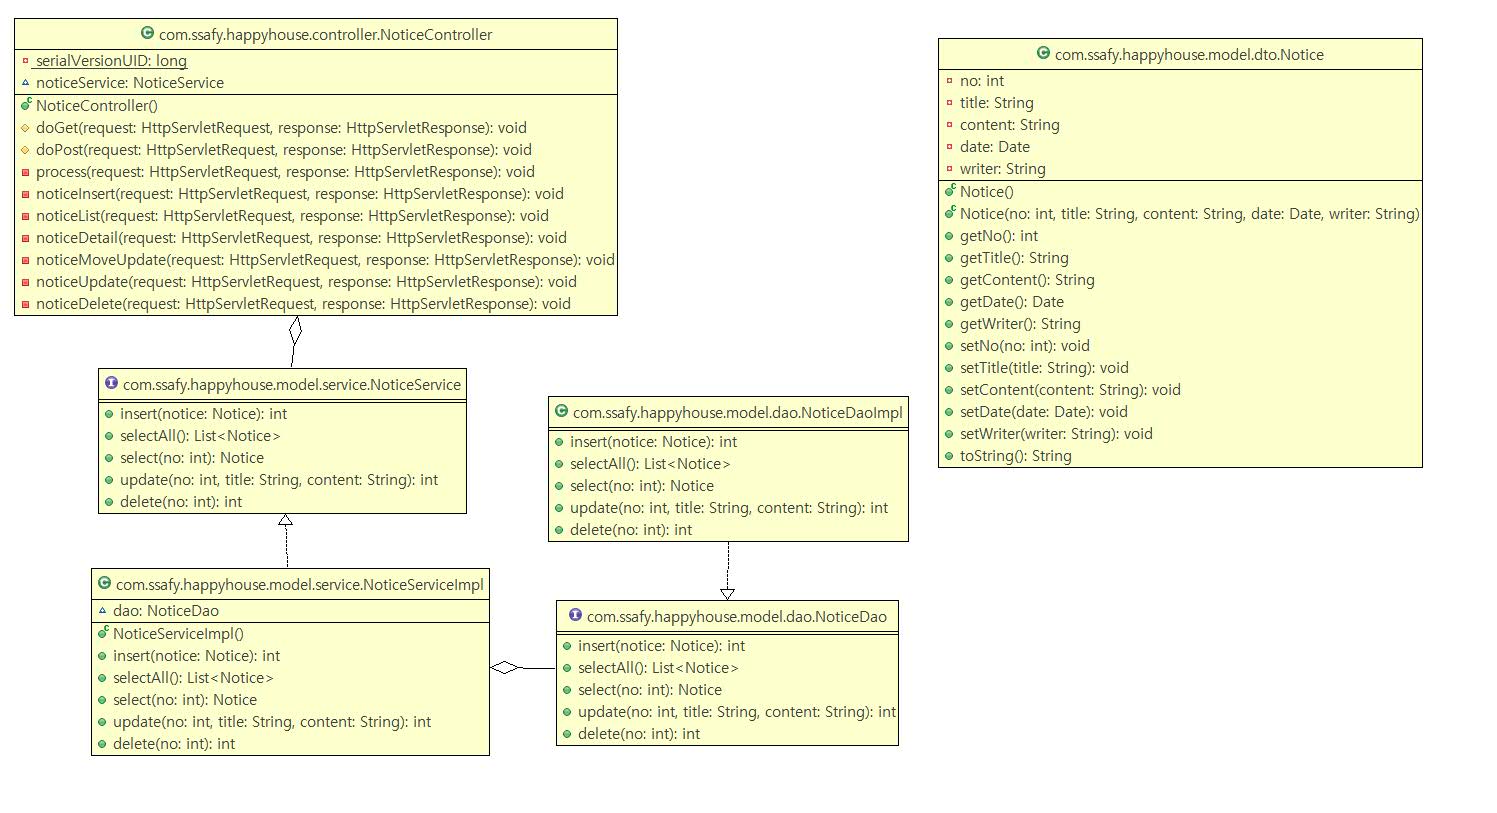 com.ssafy.happyhouse.controller.NoticeController
serialVersionUID: long
noticeService: NoticeService
NoticeController()
doGet(request: HttpServletRequest, response: HttpServletResponse): void
doPost(request: HttpServletRequest, response: HttpServletResponse): void
process(request: HttpServletRequest, response: HttpServletResponse): void
noticeInsert(request: HttpServletRequest, response: HttpServletResponse): void
noticeList(request: HttpServletRequest, response: HttpServletResponse): void
noticeDetail(request: HttpServletRequest, response: HttpServletResponse): void
noticeMoveUpdate(request: HttpServletRequest, response: HttpServletResponse): void
noticeUpdate(request: HttpServletRequest, response: HttpServletResponse): void
noticeDelete(request: HttpServletRequest, response: HttpServletResponse): void
com.ssafy.happyhouse.model.dto.Notice
no: int
title: String
content: String
date: Date
writer: String
Notice()
Notice(no: int, title: String, content: String, date: Date, writer: String)
getNo(): int
getTitle(): String
getContent(): String
getDate(): Date
getWriter(): String
setNo(no: int): void
setTitle(title: String): void
setContent(content: String): void
setDate(date: Date): void
setWriter(writer: String): void
toString(): String
com.ssafy.happyhouse.model.service.NoticeService
insert(notice: Notice): int
selectAll(): List<Notice>
select(no: int): Notice
update(no: int, title: String, content: String): int
delete(no: int): int
com.ssafy.happyhouse.model.dao.NoticeDaoImpl
insert(notice: Notice): int
selectAll(): List<Notice>
select(no: int): Notice
update(no: int, title: String, content: String): int
delete(no: int): int
com.ssafy.happyhouse.model.service.NoticeServiceImpl
dao: NoticeDao
NoticeServiceImpl()
insert(notice: Notice): int
selectAll(): List<Notice>
select(no: int): Notice
update(no: int, title: String, content: String): int
delete(no: int): int
com.ssafy.happyhouse.model.dao.NoticeDao
insert(notice: Notice): int
selectAll(): List<Notice>
select(no: int): Notice
update(no: int, title: String, content: String): int
delete(no: int): int